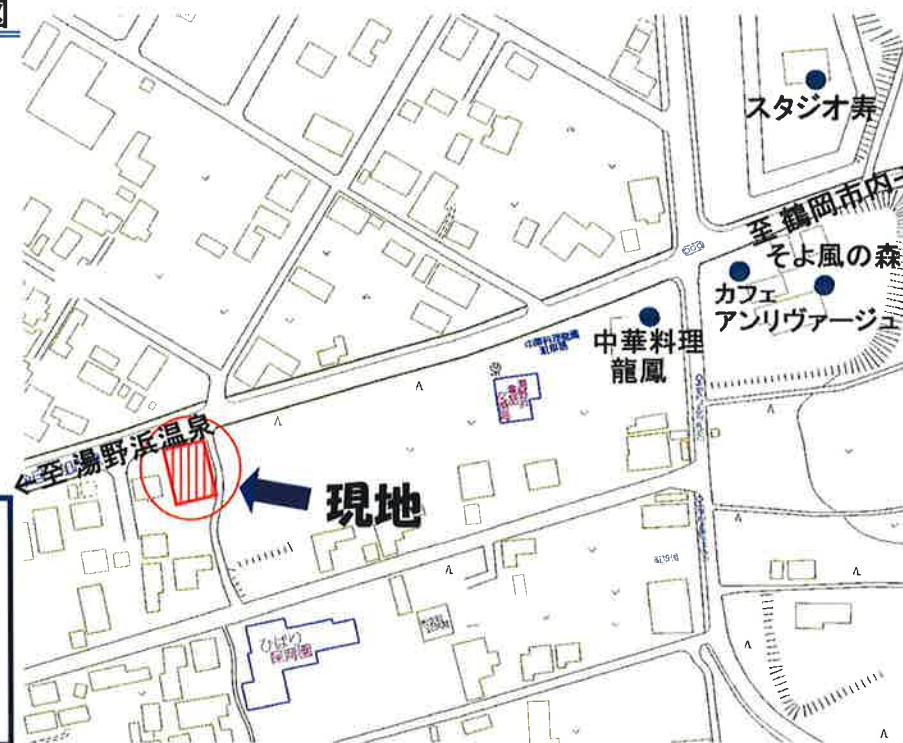 図
スタジオ寿
至 鶴岡市内
そよ風の森
カフェ
アンリヴァージュ
中華料理
龍鳳
至 湯野浜温泉
現地
ひばり
保育園